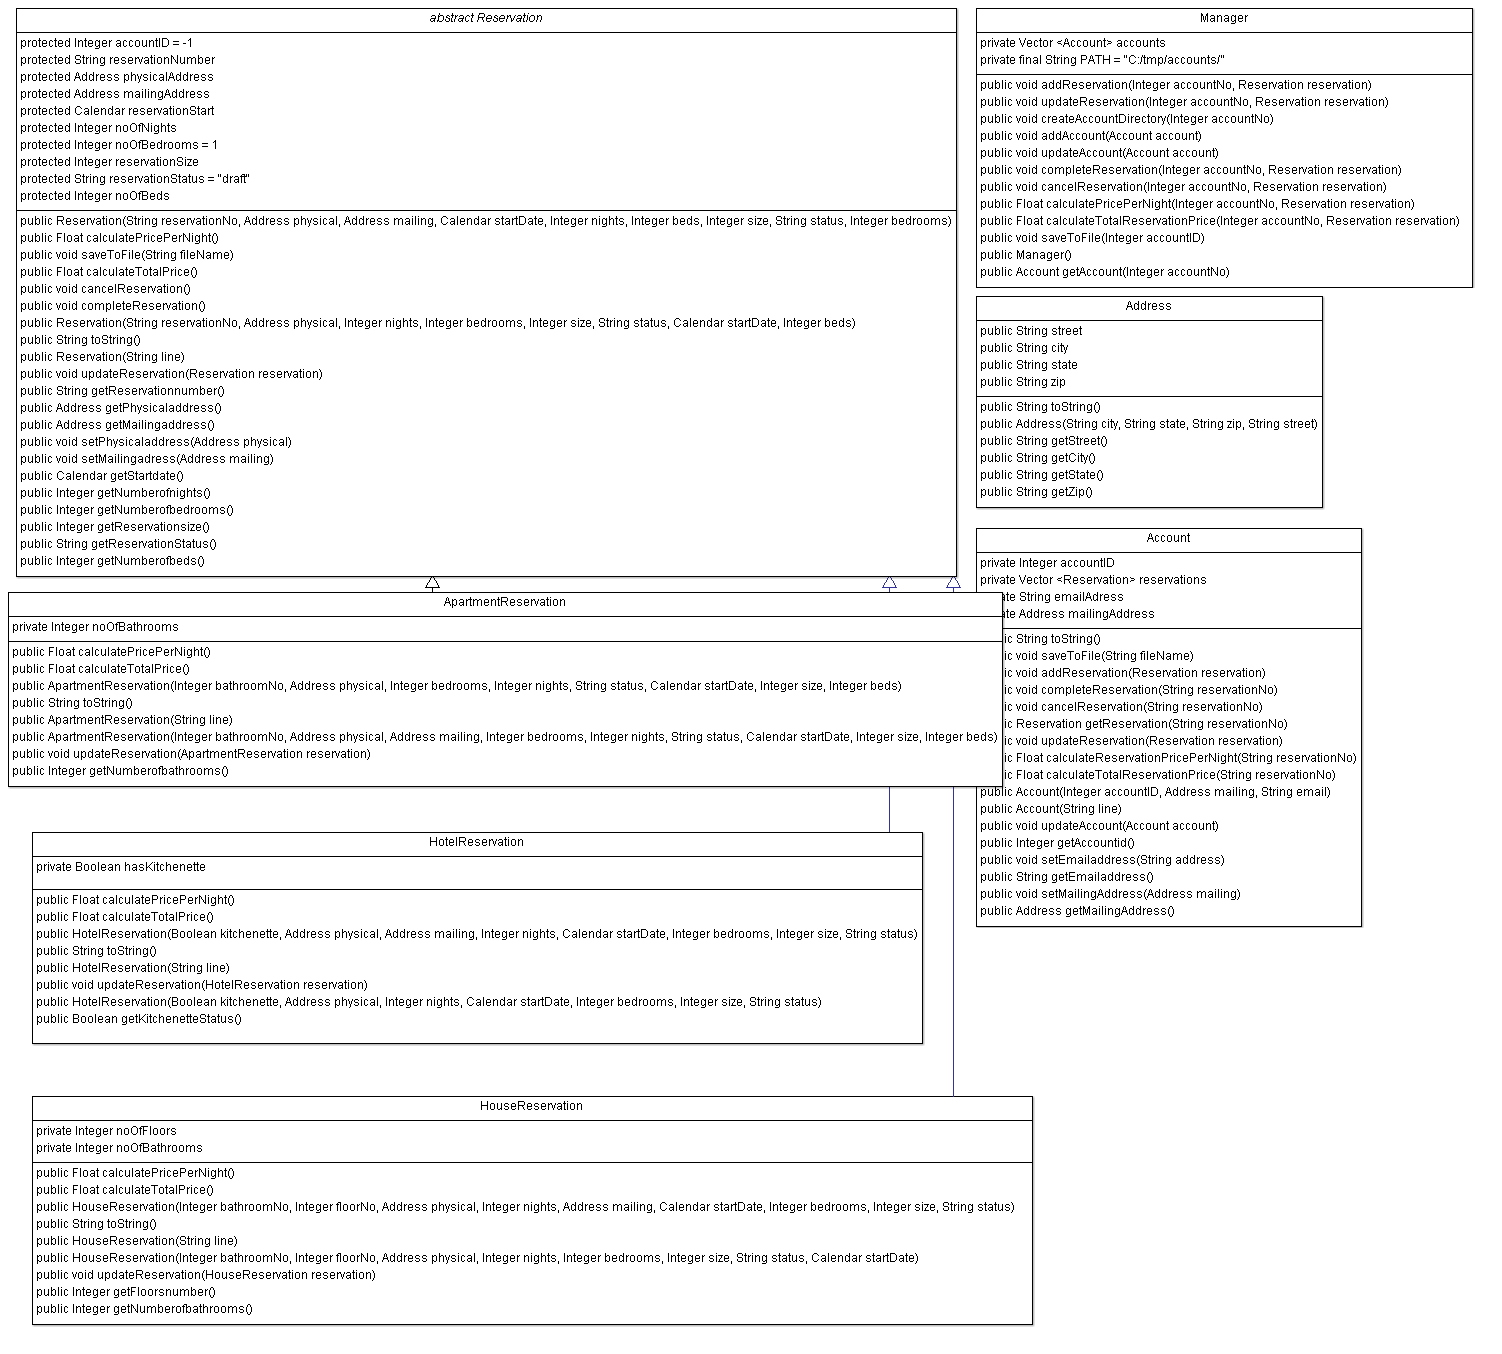 abstract Reservation
protected Integer accountID = -1
protected String reservationNumber
protected Address physicalAddress
protected Address mailingAddress
protected Calendar reservationStart
protected Integer noOfNights
protected Integer noOfBedrooms = 1
protected Integer reservationSize
protected String reservationStatus = "draft"
protected Integer noOfBeds
public Reservation(String reservationNo, Address physical, Address mailing, Calendar startDate, Integer nights, Integer beds, Integer size, String status, Integer bedrooms)
public Float calculatePricePerNight()
public void saveToFile(String fileName)
public Float calculateTotalPrice()
public void cancelReservation()
public void completeReservation()
public Reservation(String reservationNo, Address physical, Integer nights, Integer bedrooms, Integer size, String status, Calendar startDate, Integer beds)
public String toString()
public Reservation(String line)
public void updateReservation(Reservation reservation)
public String getReservationnumber()
public Address getPhysicaladdress()
public Address getMailingaddress()
public void setPhysicaladdress(Address physical)
public void setMailingadress(Address mailing)
public Calendar getStartdate()
public Integer getNumberofnights()
public Integer getNumberofbedrooms()
public Integer getReservationsize()
public String getReservationStatus()
public Integer getNumberofbeds()
Manager
private Vector <Account> accounts
private final String PATH = "C:/tmp/accounts/"
public void addReservation(Integer accountNo, Reservation reservation)
public void updateReservation(Integer accountNo, Reservation reservation)
public void createAccountDirectory(Integer accountNo)
public void addAccount(Account account)
public void updateAccount(Account account)
public void completeReservation(Integer accountNo, Reservation reservation)
public void cancelReservation(Integer accountNo, Reservation reservation)
public Float calculatePricePerNight(Integer accountNo, Reservation reservation)
public Float calculateTotalReservationPrice(Integer accountNo, Reservation reservation)
public void saveToFile(Integer accountID)
public Manager()
public Account getAccount(Integer accountNo)
Address
public String street
public String city
public String state
public String zip
public String toString()
public Address(String city, String state, String zip, String street)
public String getStreet()
public String getCity()
public String getState()
public String getZip()
Account
private Integer accountID
private Vector <Reservation> reservations
String emailAdress
Address mailingAddress
String toString()
void saveToFile(String fileName)
void addReservation(Reservation reservation)
void completeReservation(String reservationNo)
void cancelReservation(String reservationNo)
Reservation getReservation(String reservationNo)
void updateReservation(Reservation reservation)
Float calculateReservationPricePerNight(String reservationNo)
Float calculateTotalReservationPrice(String reservationNo)
public Account(Integer accountID, Address mailing, String email)
public Account(String line)
public void updateAccount(Account account)
public Integer getAccountid()
public void setEmailaddress(String address)
public String getEmailaddress()
public void setMailingAddress(Address mailing)
public Address getMailingAddress()
ApartmentReservation
private Integer noOfBathrooms
public Float calculatePricePerNight()
public Float calculateTotalPrice()
public ApartmentReservation(Integer bathroomNo, Address physical, Integer bedrooms, Integer nights, String status, Calendar startDate, Integer size, Integer beds)
public String toString()
public ApartmentReservation(String line)
public ApartmentReservation(Integer bathroomNo, Address physical, Address mailing, Integer bedrooms, Integer nights, String status, Calendar startDate, Integer size, Integer beds)
public void updateReservation(ApartmentReservation reservation)
public Integer getNumberofbathrooms()
HotelReservation
private Boolean hasKitchenette
public Float calculatePricePerNight()
public Float calculateTotalPrice()
public HotelReservation(Boolean kitchenette, Address physical, Address mailing, Integer nights, Calendar startDate, Integer bedrooms, Integer size, String status)
public String toString()
public HotelReservation(String line)
public void updateReservation(HotelReservation reservation)
public HotelReservation(Boolean kitchenette, Address physical, Integer nights, Calendar startDate, Integer bedrooms, Integer size, String status)
public Boolean getKitchenetteStatus()
HouseReservation
private Integer noOfFloors
private Integer noOfBathrooms
public Float calculatePricePerNight()
public Float calculateTotalPrice()
public HouseReservation(Integer bathroomNo, Integer floorNo, Address physical, Integer nights, Address mailing, Calendar startDate, Integer bedrooms, Integer size, String status)
public String toString()
public HouseReservation(String line)
public HouseReservation(Integer bathroomNo, Integer floorNo, Address physical, Integer nights, Integer bedrooms, Integer size, String status, Calendar startDate)
public void updateReservation(HouseReservation reservation)
public Integer getFloorsnumber()
public Integer getNumberofbathrooms()